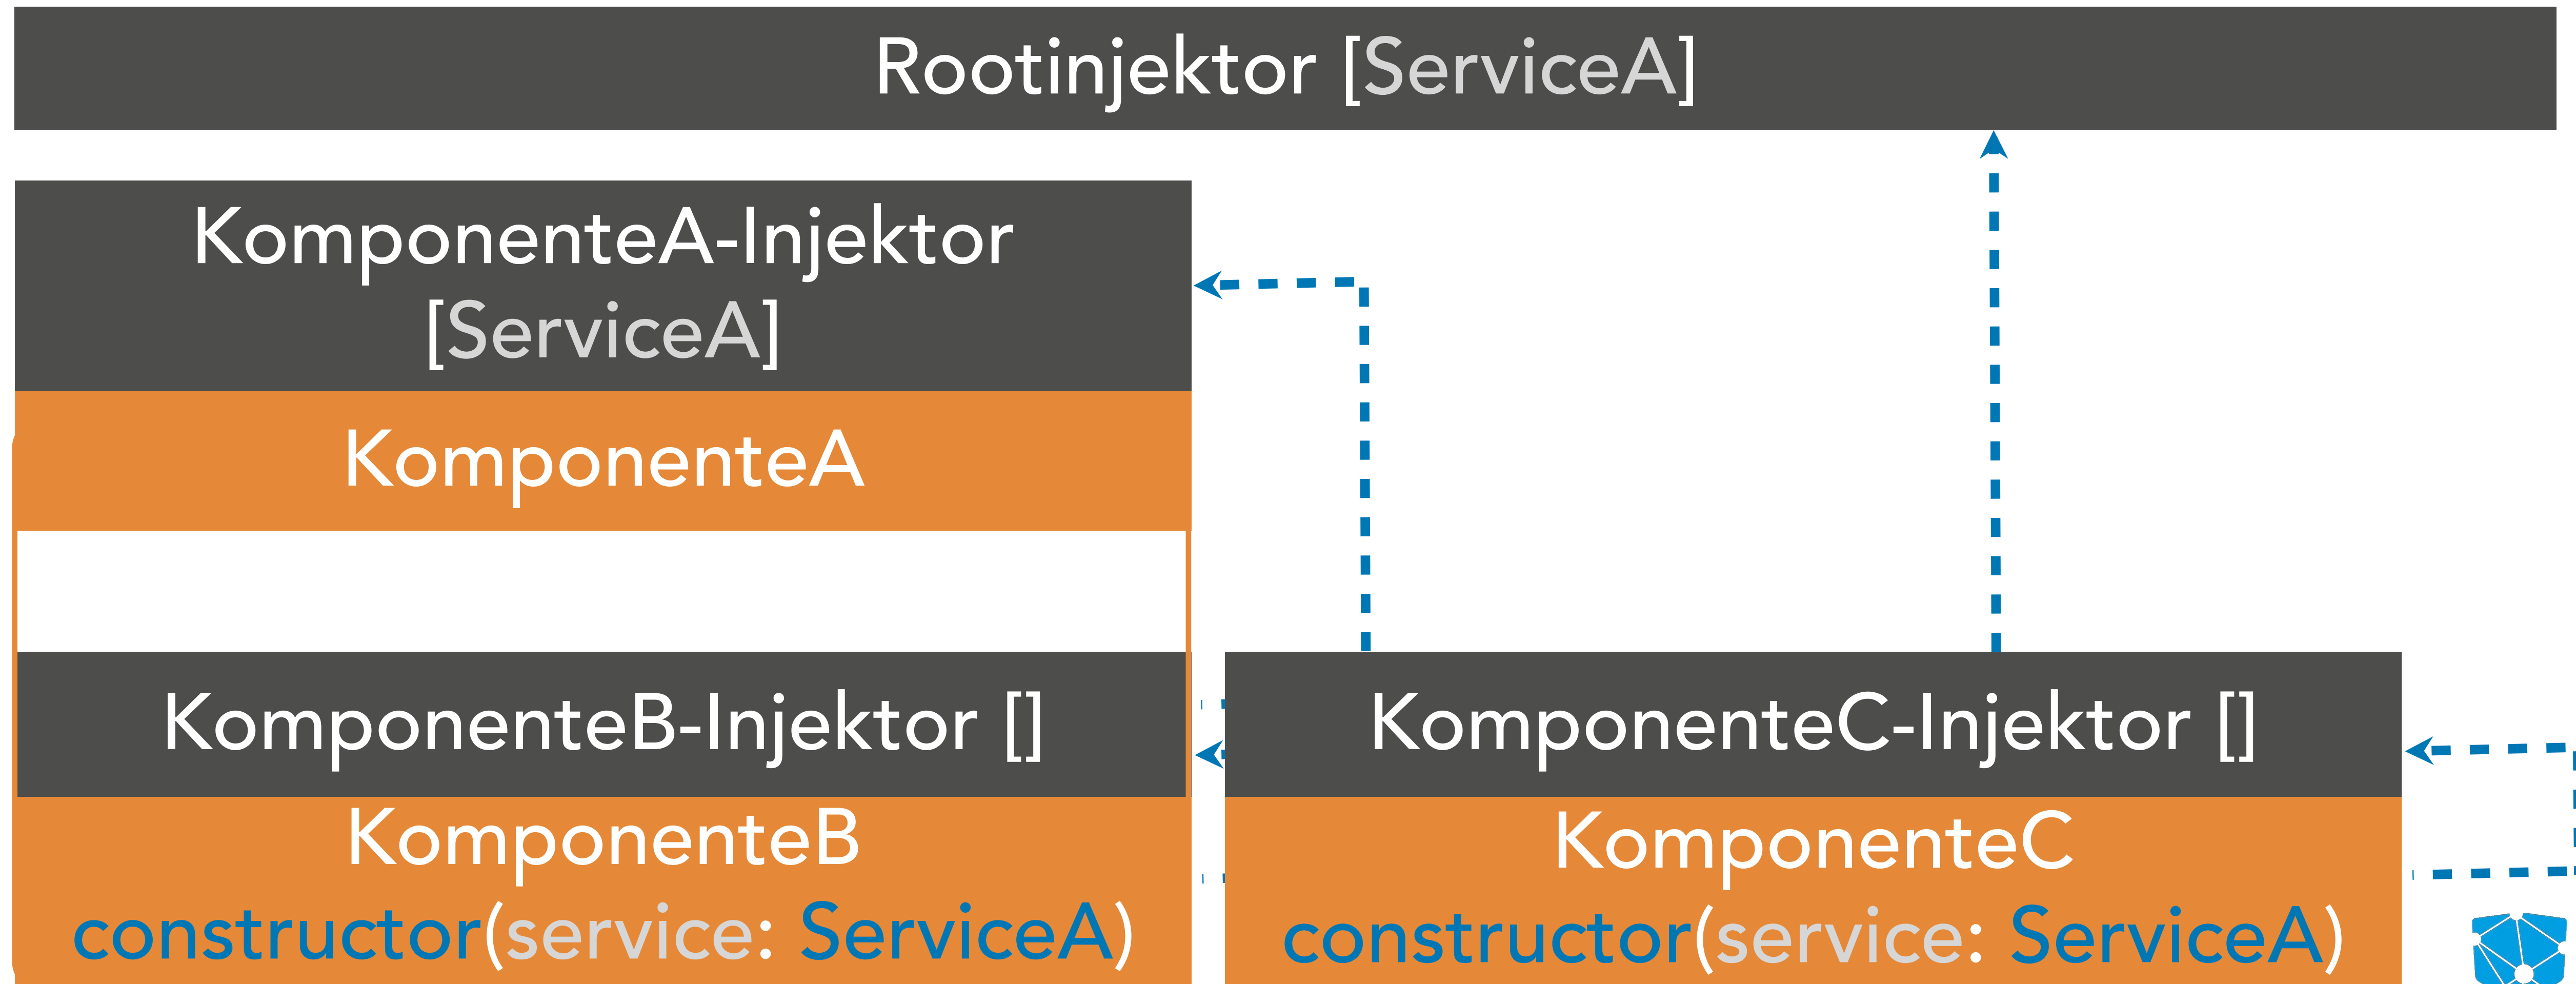 Rootinjektor [ServiceA]
KomponenteA-Injektor
[ServiceA]
KomponenteA
KomponenteB-Injektor []
KomponenteB
constructor(service: ServiceA)
KomponenteC-Injektor []
KomponenteC
constructor(service: ServiceA)